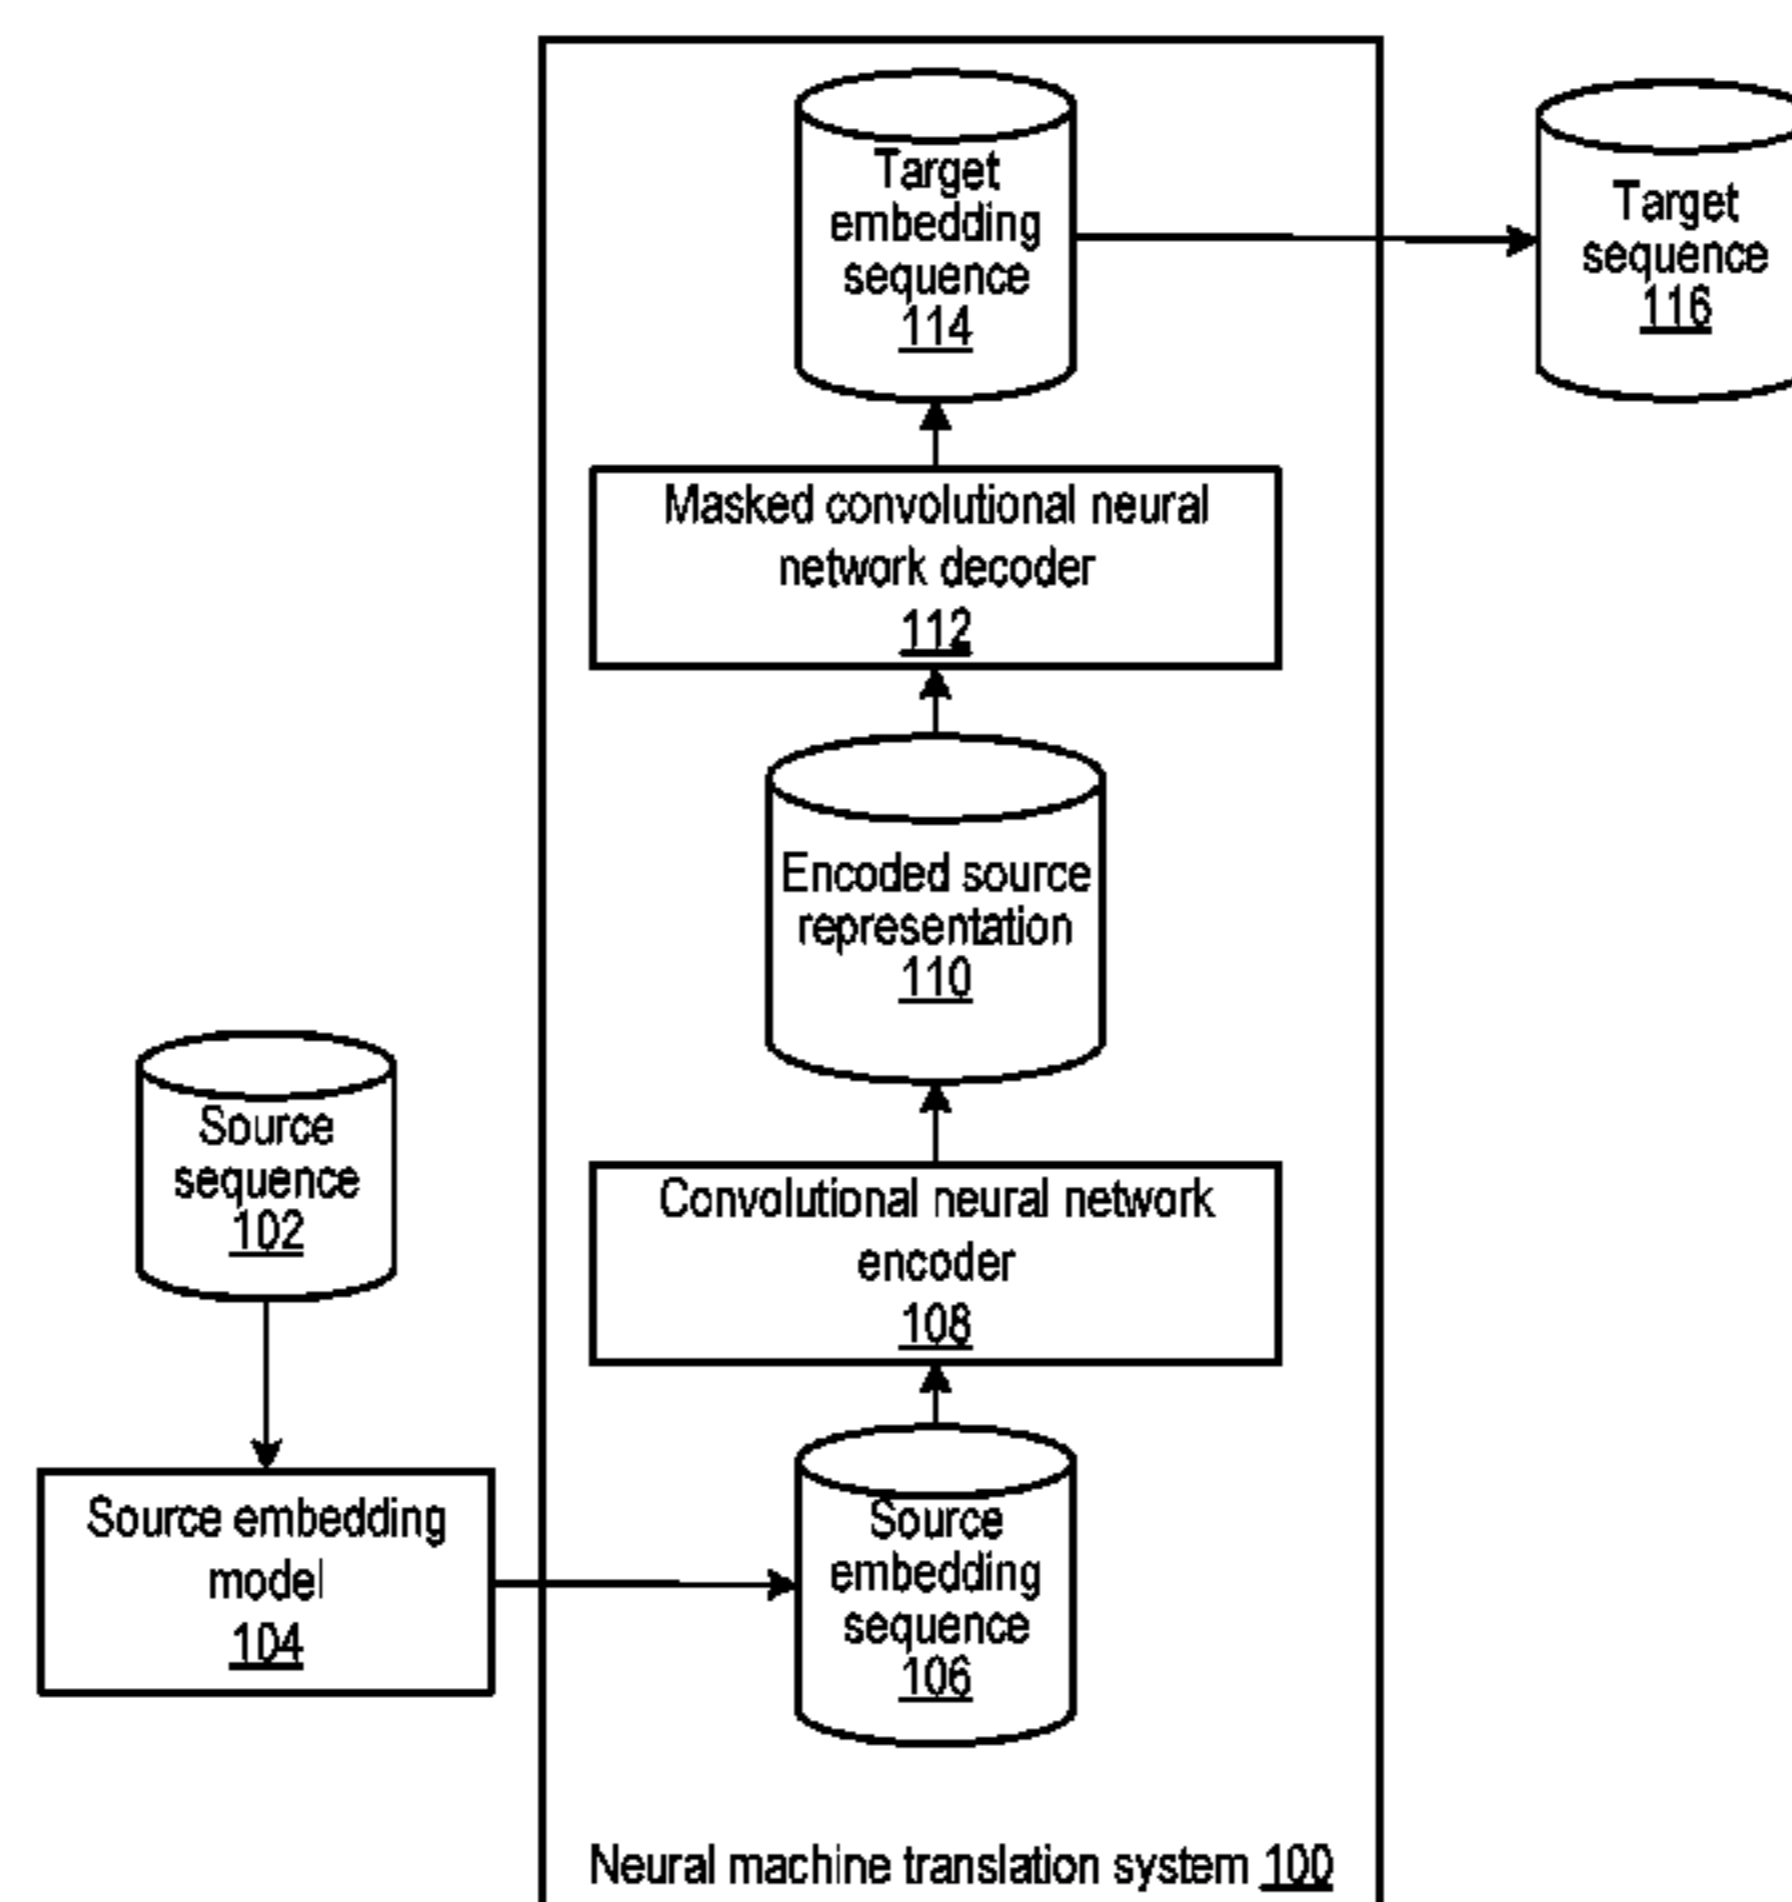 Target
embedding
sequence
114
Target
sequence
116
Masked convolutional neural
network decoder
112
Encoded source
representation
110
Source
sequence
102
Convolutional neural network
encoder
108
Source embedding
model
104
Source
embedding
sequence
106
Neural machine translation system 100